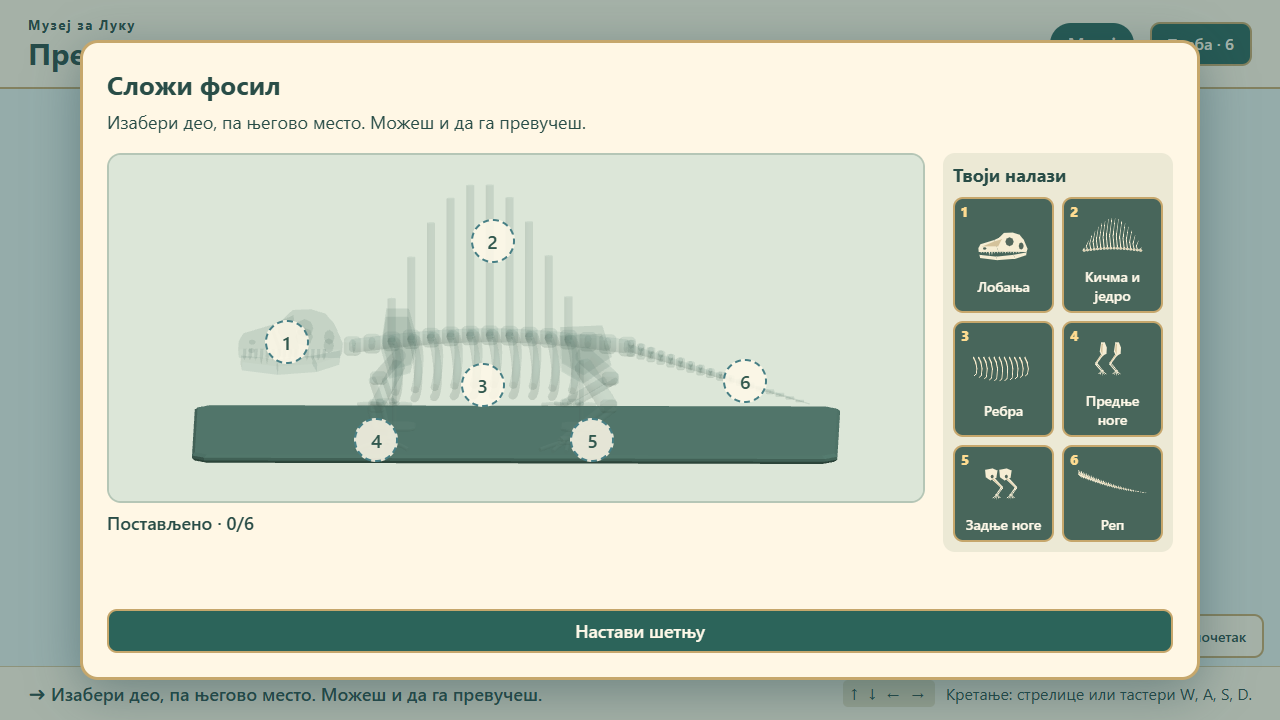 Музеј за Луку
Сложи фосил
Изабери део, па његово место. Можеш и да га превучеш.
1
2
3
4
5
6
Твоји налази
1
Лобања
2
Кичма и
једро
3
Ребра
4
Предње
ноге
5
Задње ноге
6
Реп
Постављено · 0/6
Настави шетњу
→ Изабери део, па његово место. Можеш и да га превучеш.
↑ ↓ ← → Кретање: стрелице или тастери W, A, S, D.